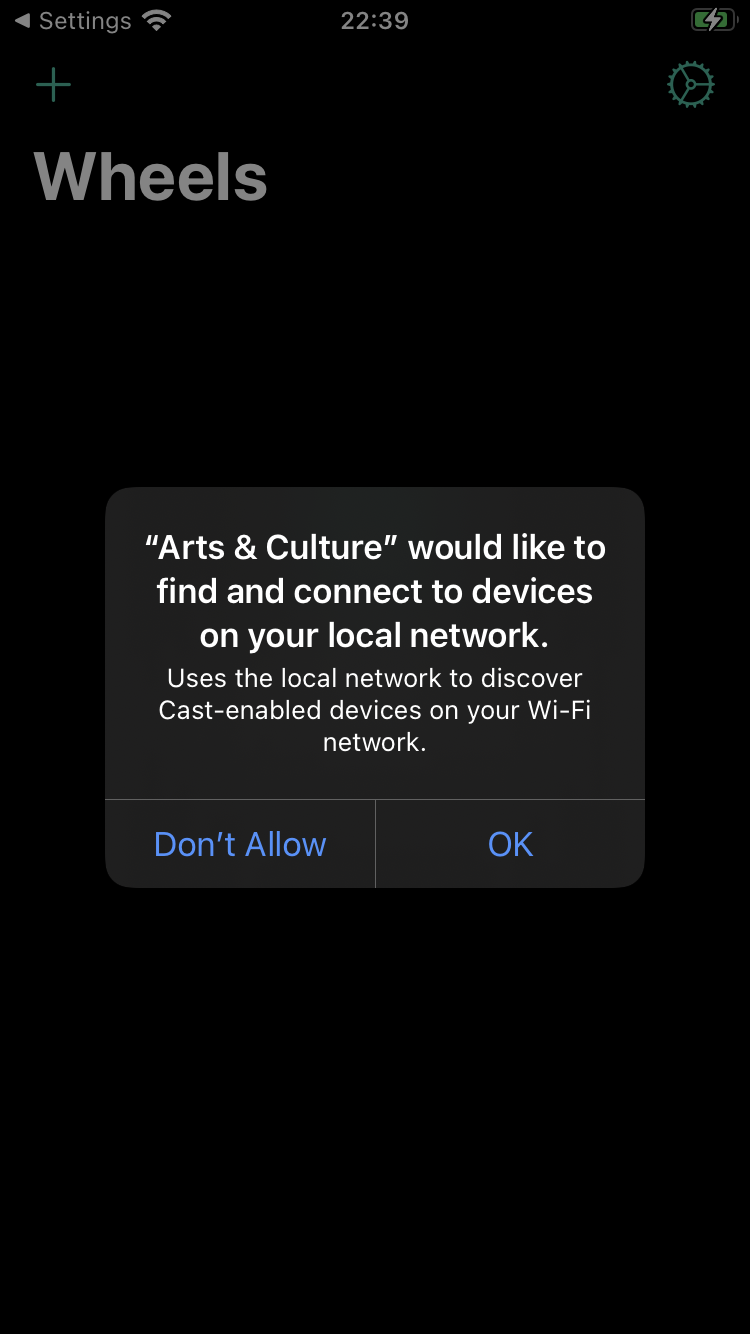 Settings
22:39
Wheels
“Arts & Culture” would like to
find and connect to devices
on your local network.
Uses the local network to discover
Cast-enabled devices on your Wi-Fi
network.
Don’t Allow
OK